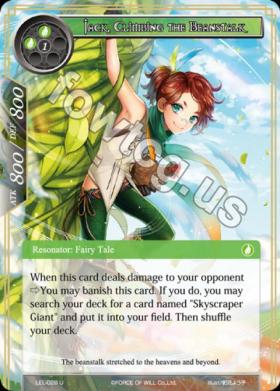 Jack, Climbing the Beanstalk
1
ATK 800 / DEF 800
fowtcg.us
Resonator: Fairy Tale
When this card deals damage to your opponent
⇨You may banish this card. If you do, you may
search your deck for a card named "Skyscraper
Giant" and put it into your field. Then shuffle
your deck.
The beanstalk stretched to the heavens and beyond.
LEL-028 U
©FORCE OF WILL Co.,Ltd.